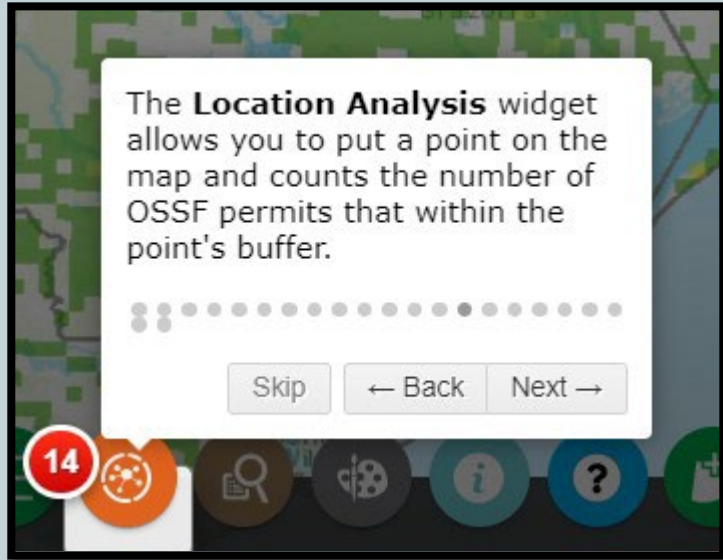 Brazoria
The Location Analysis widget
allows you to put a point on the
map and counts the number of
OSSF permits that within the
point's buffer.
Skip
← Back
Next →
14
i
?